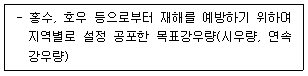 - 홍수, 호우 등으로부터 재해를 예방하기 위하여
지역별로 설정 공포한 목표강우량(시우량, 연속
강우량)